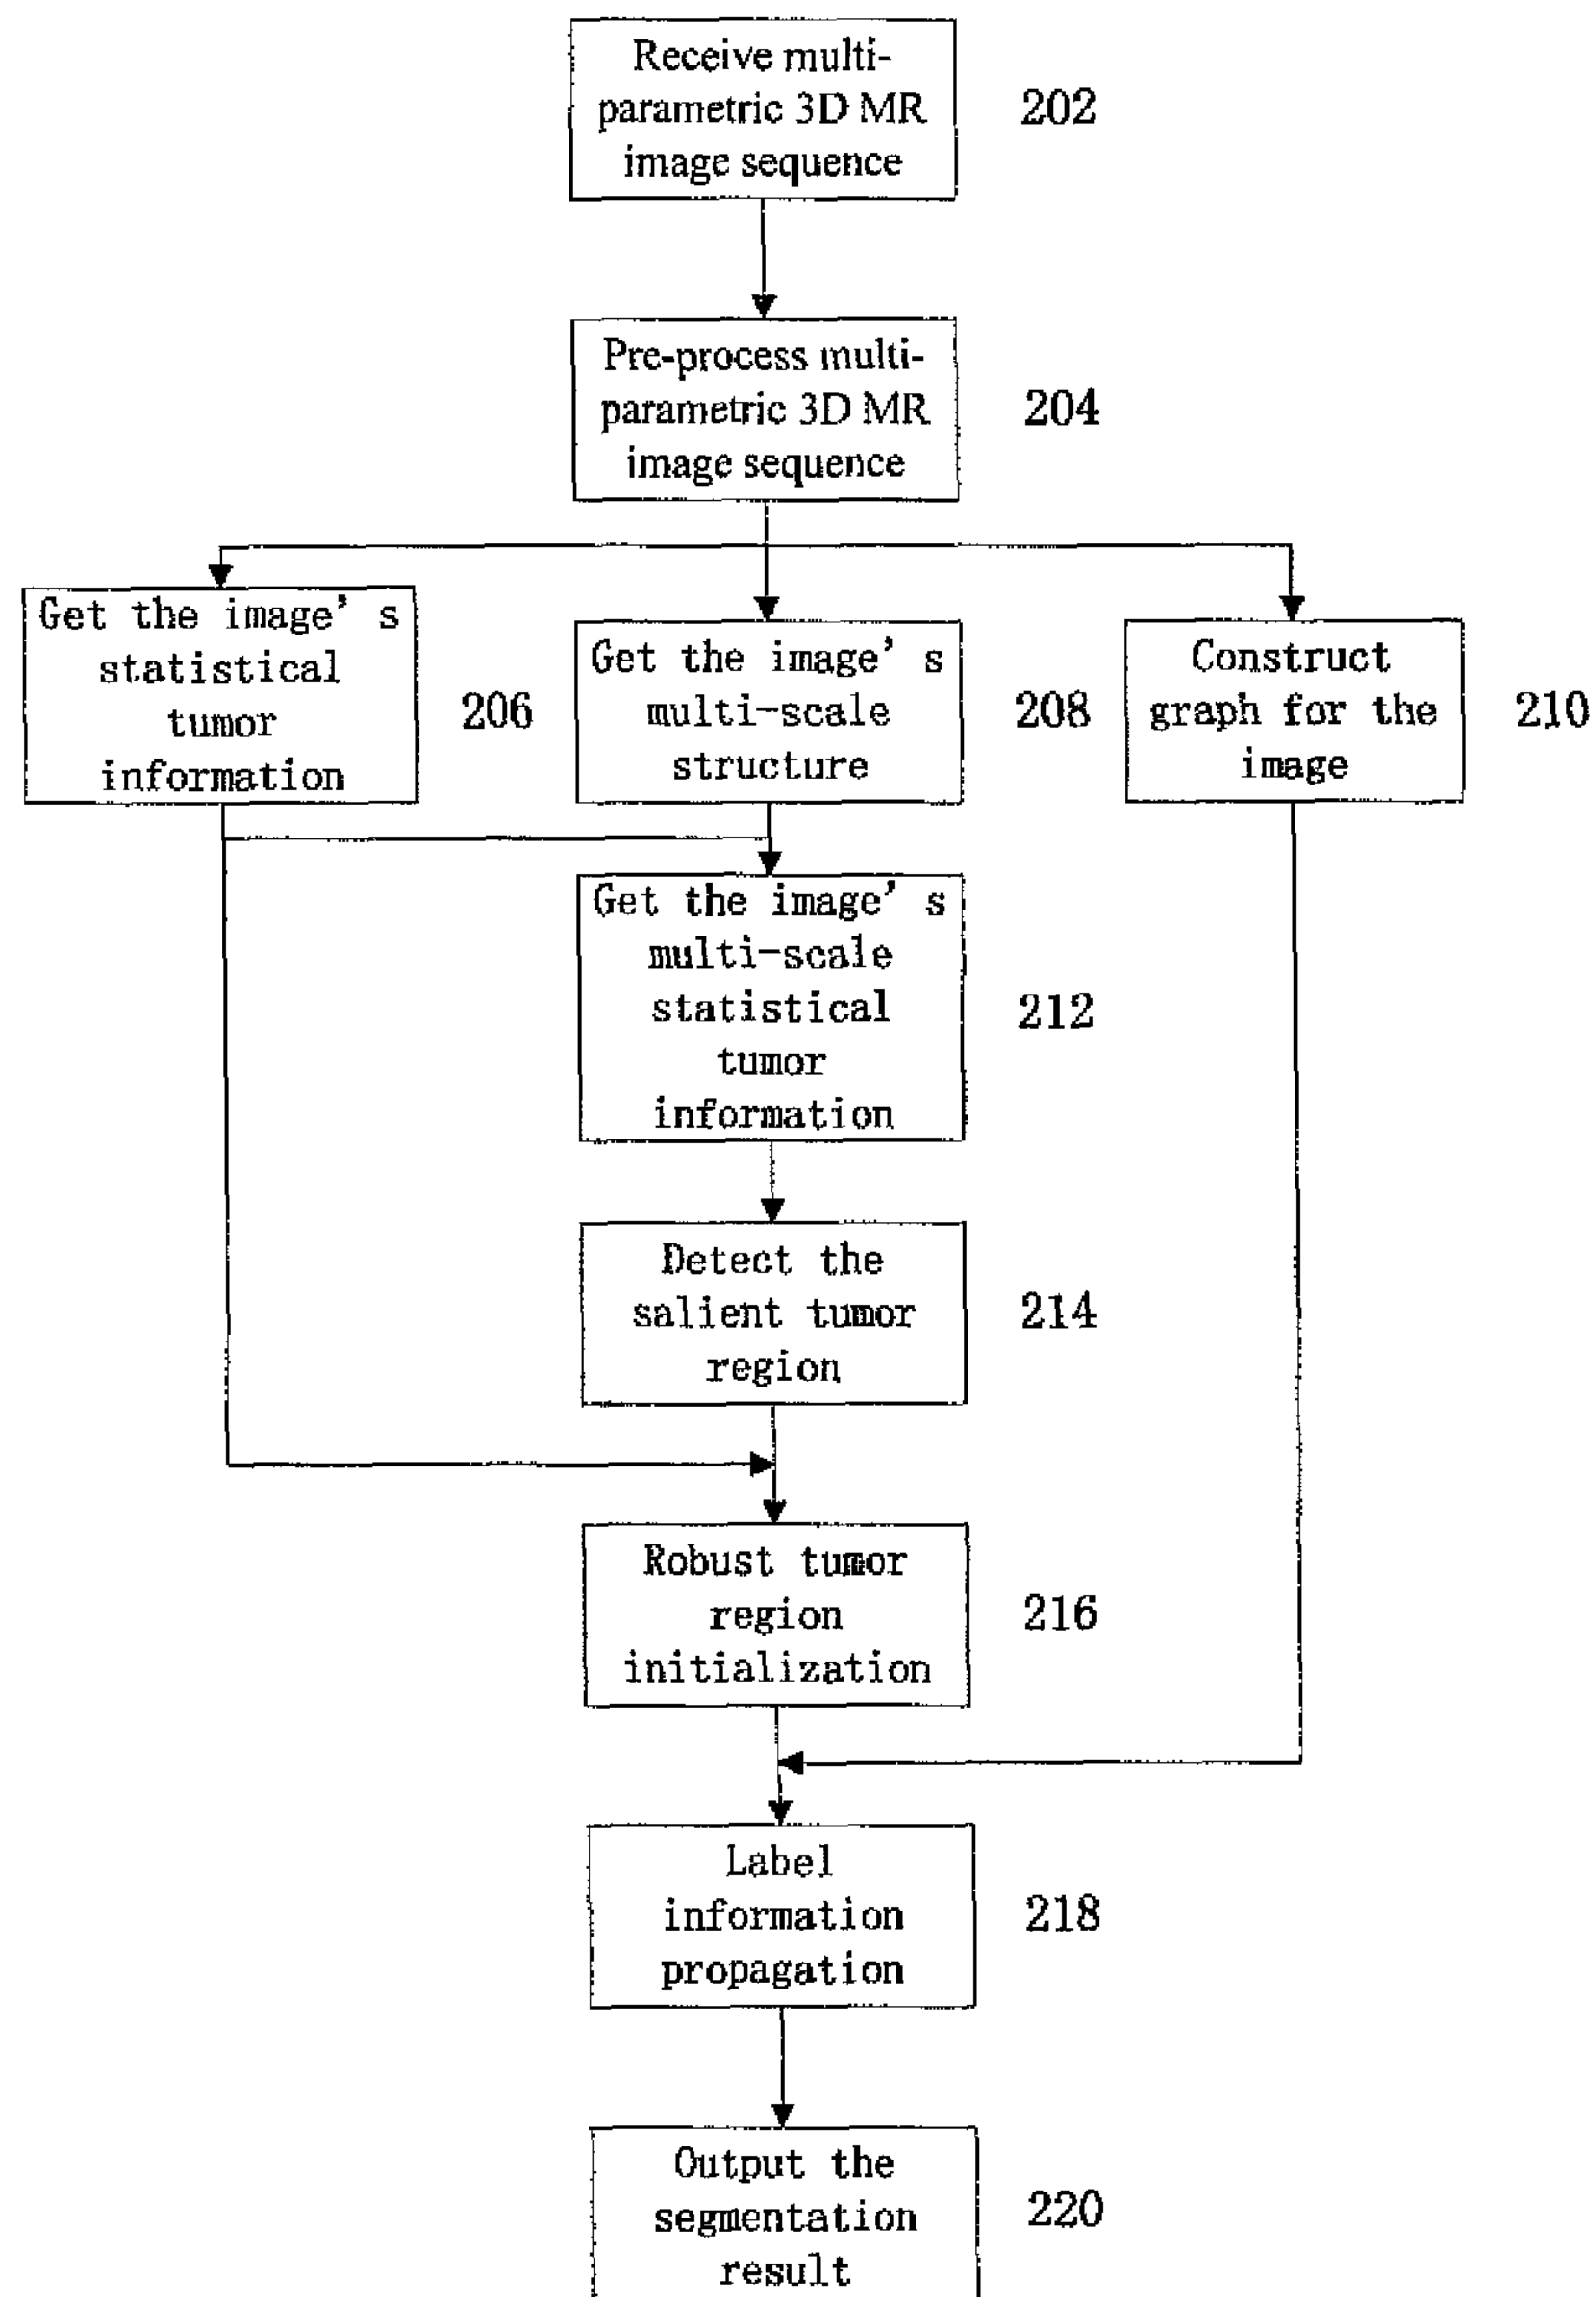 Receive multi-
parametric 3D MR
image sequence
202
Pre-process multi-
parametric 3D MR
image sequence
204
Get the image' s
statistical
tumor
information
206
Get the image' s
multi-scale
structure
208
Construct
graph for the
image
210
Get the image' s
multi-scale
statistical
tumor
information
212
Detect the
salient tumor
region
214
Robust tumor
region
initialization
216
Label
information
propagation
218
Output the
segmentation
result
220